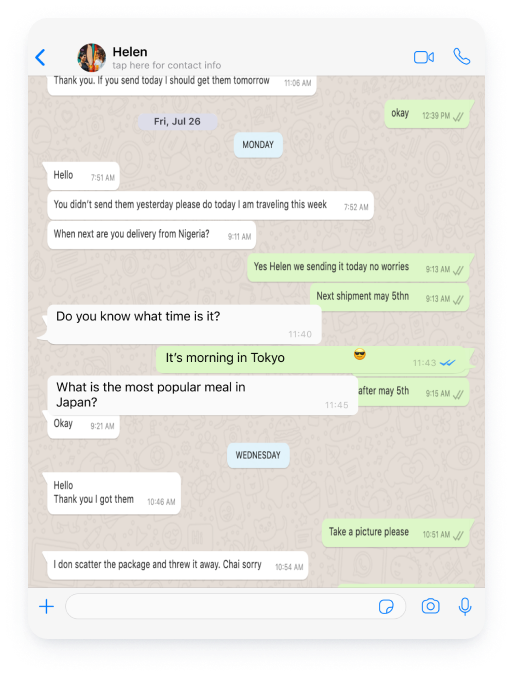 Helen
tap here for contact info
Thank you. If you send today I should get them tomorrow 11:06 AM
okay 12:39 PM
Fri, Jul 26
MONDAY
Hello 7:51 AM
You didn't send them yesterday please do today I am traveling this week 7:52 AM
When next are you delivery from Nigeria? 9:11 AM
Yes Helen we sending it today no worries 9:13 AM
Next shipment may 5thn 9:13 AM
Do you know what time is it?
11:40
It's morning in Tokyo 😎 11:43
What is the most popular meal in
Japan?
11:45
after may 5th 9:15 AM
Okay 9:21 AM
WEDNESDAY
Hello
Thank you I got them 10:46 AM
Take a picture please 10:51 AM
I don scatter the package and threw it away. Chai sorry 10:54 AM